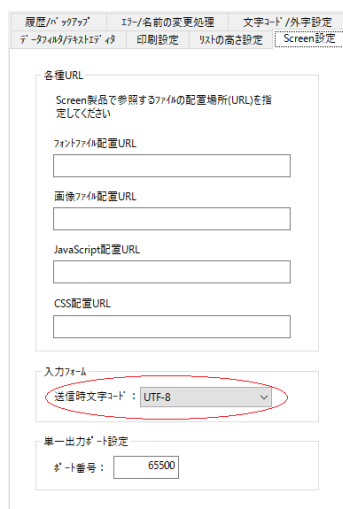 履歴/ﾊﾞｯｸｱｯﾌﾟ ｴﾗｰ/名前の変更処理 文字ｺｰﾄﾞ/外字設定
ﾃﾞｰﾀﾌｫﾙﾀﾞ/ﾃｷｽﾄｴﾃﾞｨﾀ 印刷設定 ﾘｽﾄの高さ設定 Screen設定
各種URL
Screen製品で参照するﾌｧｲﾙの配置場所(URL)を指
定してください
ﾌｫﾝﾄﾌｧｲﾙ配置URL
画像ﾌｧｲﾙ配置URL
JavaScript配置URL
CSS配置URL
入力ﾌｫｰﾑ
送信時文字ｺｰﾄﾞ : UTF-8
単一出力ﾎﾟｰﾄ設定
ﾎﾟｰﾄ番号 : 65500